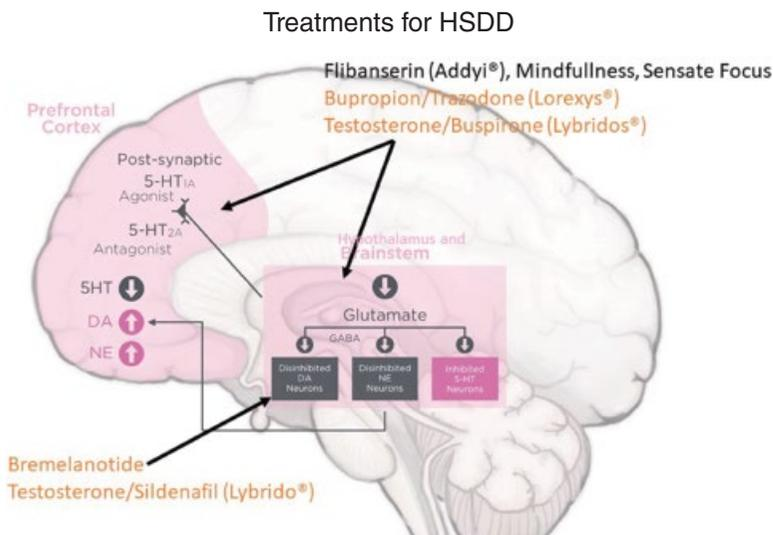 Treatments for HSDD
Flibanserin (Addyi®), Mindfullness, Sensate Focus
Bupropion/Trazodone (Lorexys®)
Testosterone/Buspirone (Lybridos®)
Prefrontal
Cortex
Post-synaptic
5-HT1A
Agonist
5-HT2A
Antagonist
5HT
DA
NE
Hypothalamus and
Brainstem
Glutamate
GABA
Disinhibited
DA
Neurons
Disinhibited
NE
Neurons
Inhibited
5-HT
Neurons
Bremelanotide
Testosterone/Sildenafil (Lybrido®)